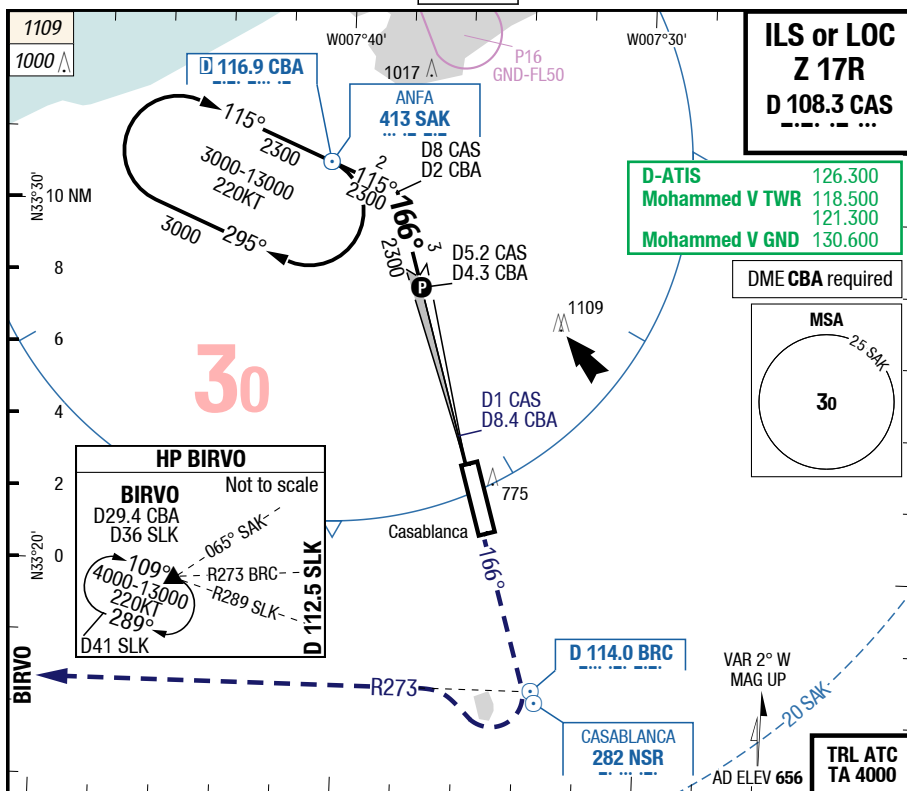 1109
1000
W007°40'
W007°30'
ILS or LOC
Z 17R
D 108.3 CAS
D 116.9 CBA
1017
P16
GND-FL50
ANFA
413 SAK
115°
2300
3000-13000
220KT
3000
295°
2
115°
2300
D8 CAS
D2 CBA
166°
3
2300
D5.2 CAS
D4.3 CBA
P
D-ATIS 126.300
Mohammed V TWR 118.500
121.300
Mohammed V GND 130.600
DME CBA required
MSA
25 SAK
30
N33°30'
10 NM
8
6
4
2
0
N33°20'
30
1109
D1 CAS
D8.4 CBA
775
Casablanca
166°
HP BIRVO
Not to scale
BIRVO
D29.4 CBA
D36 SLK
065° SAK
109°
4000-13000
220KT
289°
R273 BRC
R289 SLK
D41 SLK
D 112.5 SLK
BIRVO
R273
D 114.0 BRC
CASABLANCA
282 NSR
VAR 2° W
MAG UP
20 SAK
AD ELEV 656
TRL ATC
TA 4000